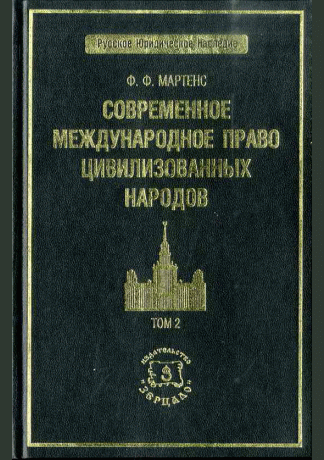 Русское Юридическое Наследие
Ф. Ф. МАРТЕНС
СОВРЕМЕННОЕ
МЕЖДУНАРОДНОЕ ПРАВО
ЦИВИЛИЗОВАННЫХ
НАРОДОВ
ТОМ 2
ИЗДАТЕЛЬСТВО
"ЗЕРЦАЛО"